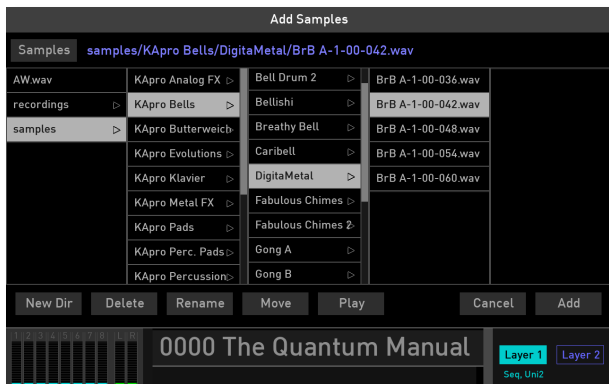 Add Samples
Samples samples/KApro Bells/DigitaMetal/BrB A-1-00-042.wav
AW.wav
recordings
samples
KApro Analog FX
KApro Bells
KApro Butterweich
KApro Evolutions
KApro Klavier
KApro Metal FX
KApro Pads
KApro Perc. Pads
KApro Percussion
Bell Drum 2
Bellishi
Breathy Bell
Caribell
DigitaMetal
Fabulous Chimes
Fabulous Chimes 2
Gong A
Gong B
BrB A-1-00-036.wav
BrB A-1-00-042.wav
BrB A-1-00-048.wav
BrB A-1-00-054.wav
BrB A-1-00-060.wav
New Dir Delete Rename Move Play Cancel Add
1 2 3 4 5 6 7 8 L R
0000 The Quantum Manual
Layer 1 Layer 2
Seq, Uni2